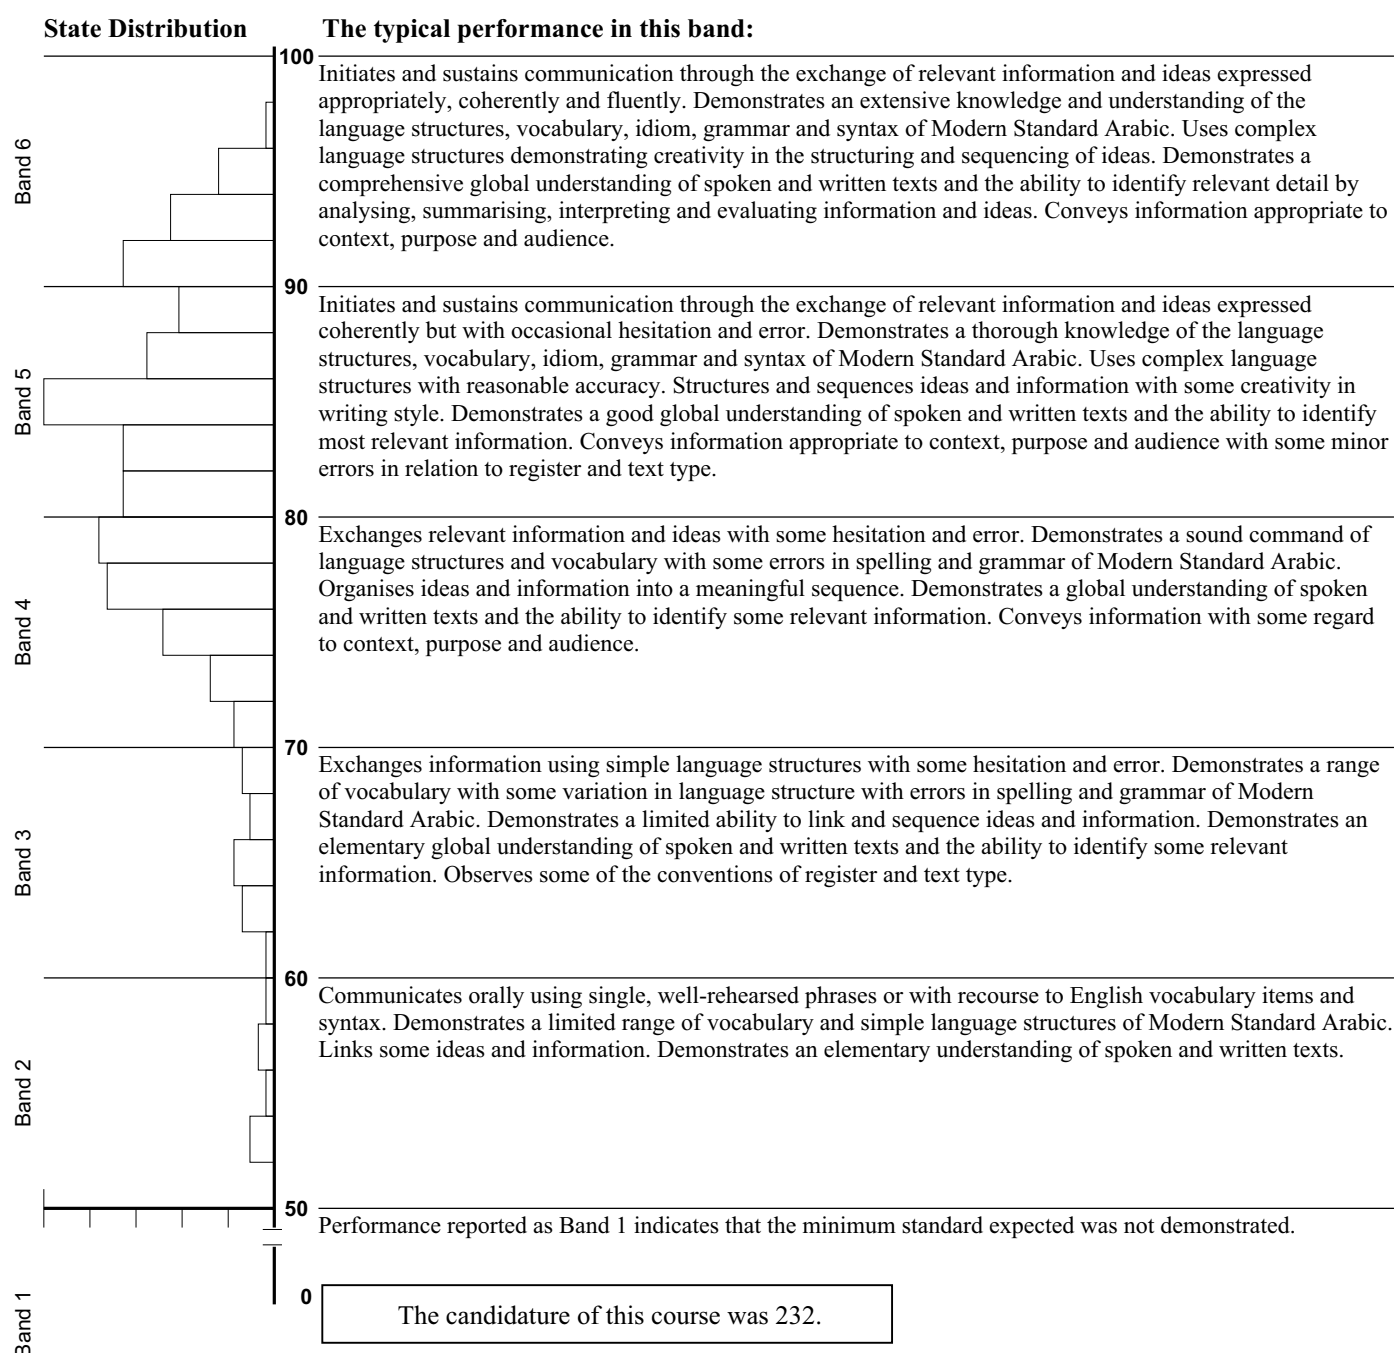 State Distribution
The typical performance in this band:
100
Band 6
Initiates and sustains communication through the exchange of relevant information and ideas expressed
appropriately, coherently and fluently. Demonstrates an extensive knowledge and understanding of the
language structures, vocabulary, idiom, grammar and syntax of Modern Standard Arabic. Uses complex
language structures demonstrating creativity in the structuring and sequencing of ideas. Demonstrates a
comprehensive global understanding of spoken and written texts and the ability to identify relevant detail by
analysing, summarising, interpreting and evaluating information and ideas. Conveys information appropriate to
context, purpose and audience.
90
Band 5
Initiates and sustains communication through the exchange of relevant information and ideas expressed
coherently but with occasional hesitation and error. Demonstrates a thorough knowledge of the language
structures, vocabulary, idiom, grammar and syntax of Modern Standard Arabic. Uses complex language
structures with reasonable accuracy. Structures and sequences ideas and information with some creativity in
writing style. Demonstrates a good global understanding of spoken and written texts and the ability to identify
most relevant information. Conveys information appropriate to context, purpose and audience with some minor
errors in relation to register and text type.
80
Band 4
Exchanges relevant information and ideas with some hesitation and error. Demonstrates a sound command of
language structures and vocabulary with some errors in spelling and grammar of Modern Standard Arabic.
Organises ideas and information into a meaningful sequence. Demonstrates a global understanding of spoken
and written texts and the ability to identify some relevant information. Conveys information with some regard
to context, purpose and audience.
70
Band 3
Exchanges information using simple language structures with some hesitation and error. Demonstrates a range
of vocabulary with some variation in language structure with errors in spelling and grammar of Modern
Standard Arabic. Demonstrates a limited ability to link and sequence ideas and information. Demonstrates an
elementary global understanding of spoken and written texts and the ability to identify some relevant
information. Observes some of the conventions of register and text type.
60
Band 2
Communicates orally using single, well-rehearsed phrases or with recourse to English vocabulary items and
syntax. Demonstrates a limited range of vocabulary and simple language structures of Modern Standard Arabic.
Links some ideas and information. Demonstrates an elementary understanding of spoken and written texts.
50
Performance reported as Band 1 indicates that the minimum standard expected was not demonstrated.
0
Band 1
The candidature of this course was 232.